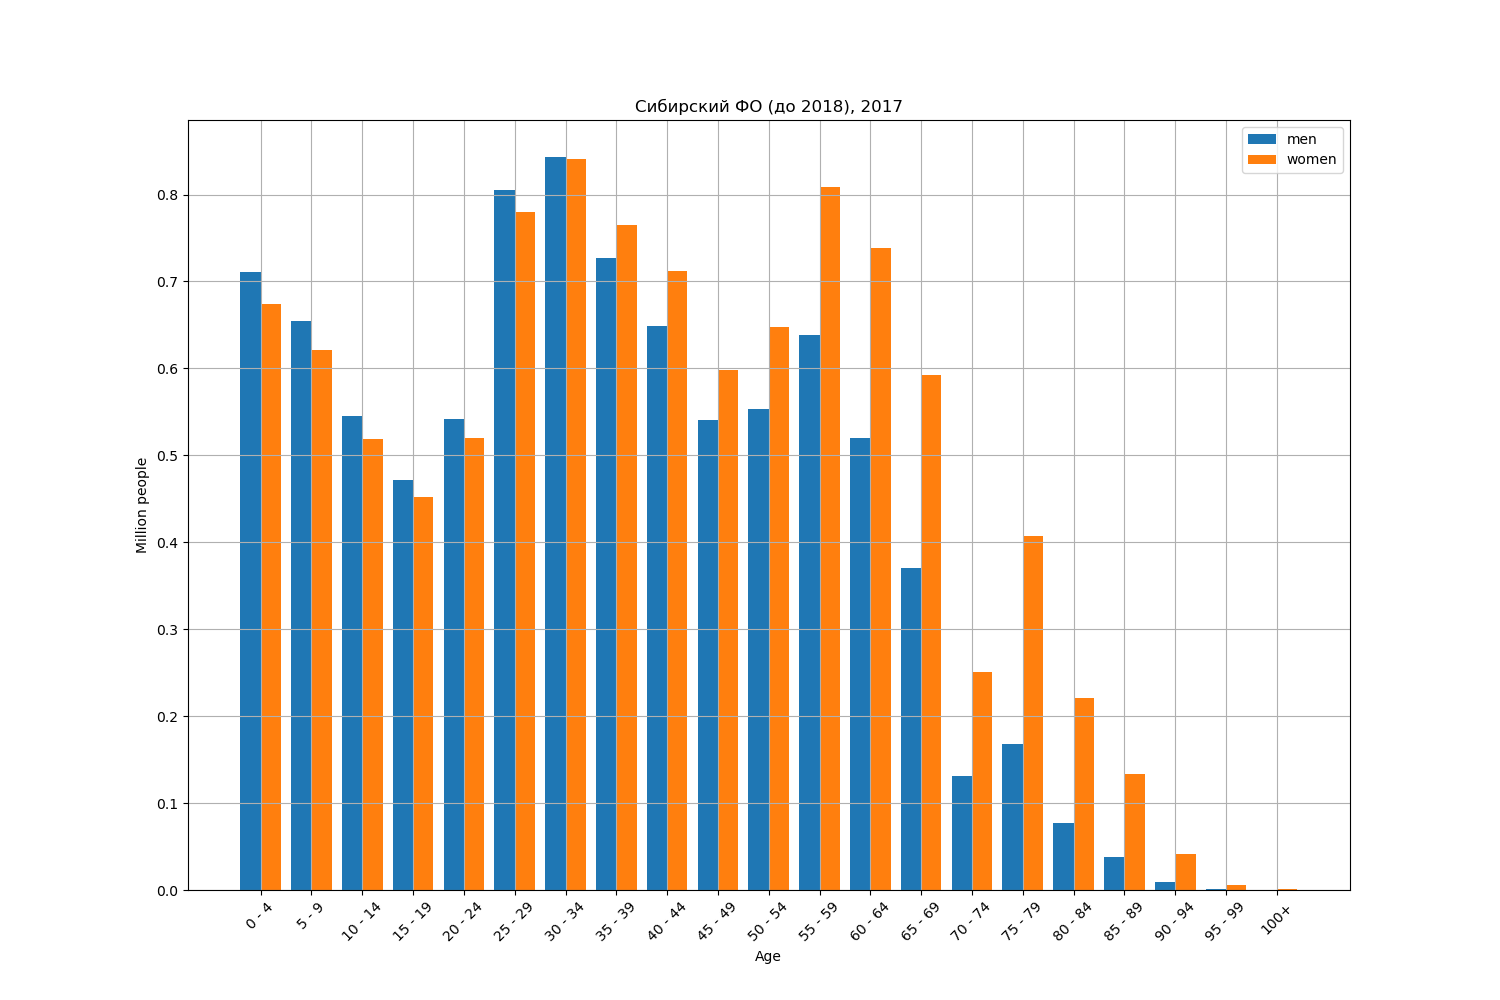 Сибирский ФО (до 2018), 2017
men
women
0.8
0.7
0.6
0.5
0.4
0.3
0.2
0.1
0.0
Million people
0 - 4
5 - 9
10 - 14
15 - 19
20 - 24
25 - 29
30 - 34
35 - 39
40 - 44
45 - 49
50 - 54
55 - 59
60 - 64
65 - 69
70 - 74
75 - 79
80 - 84
85 - 89
90 - 94
95 - 99
100+
Age